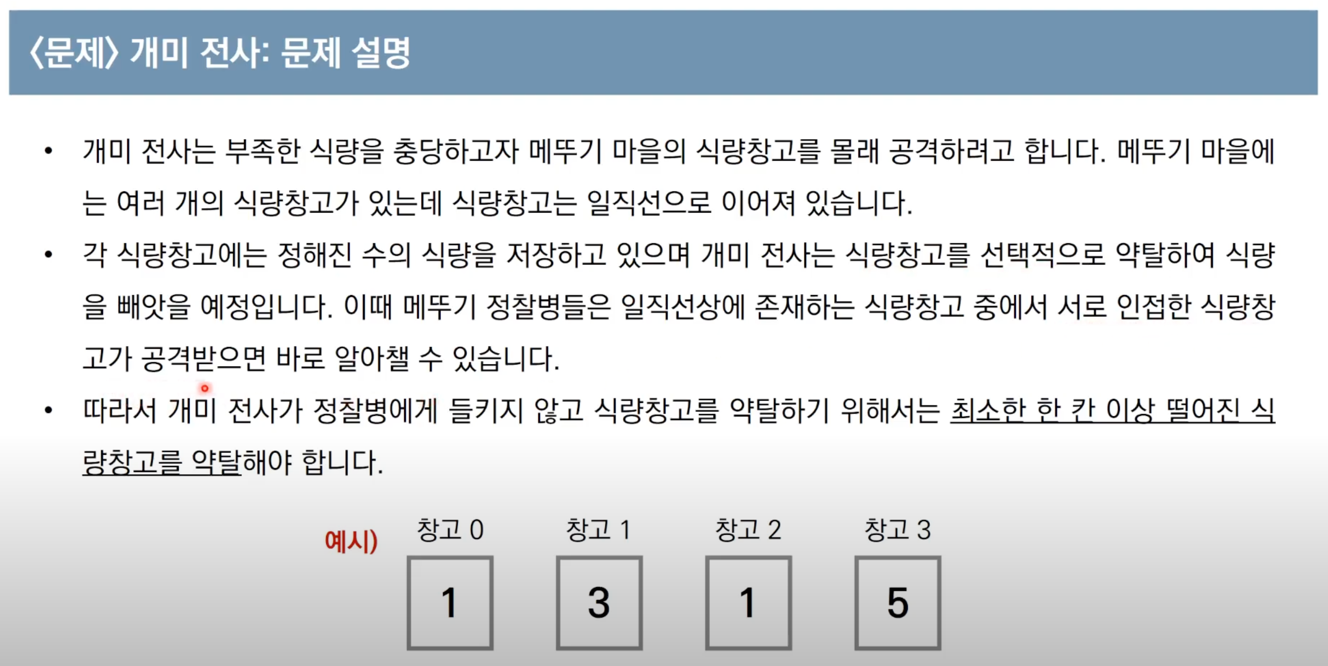 〈문제〉 개미 전사: 문제 설명
• 개미 전사는 부족한 식량을 충당하고자 메뚜기 마을의 식량창고를 몰래 공격하려고 합니다. 메뚜기 마을에
는 여러 개의 식량창고가 있는데 식량창고는 일직선으로 이어져 있습니다.
• 각 식량창고에는 정해진 수의 식량을 저장하고 있으며 개미 전사는 식량창고를 선택적으로 약탈하여 식량
을 빼앗을 예정입니다. 이때 메뚜기 정찰병들은 일직선상에 존재하는 식량창고 중에서 서로 인접한 식량창
고가 공격받으면 바로 알아챌 수 있습니다.
• 따라서 개미 전사가 정찰병에게 들키지 않고 식량창고를 약탈하기 위해서는 최소한 한 칸 이상 떨어진 식
량창고를 약탈해야 합니다.
예시) 창고 0 창고 1 창고 2 창고 3
1 3 1 5